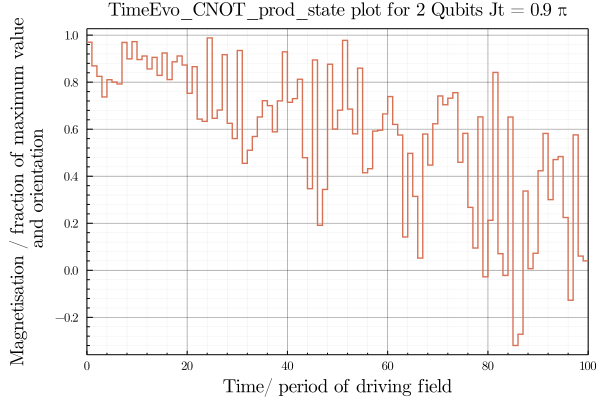 TimeEvo_CNOT_prod_state plot for 2 Qubits Jt = 0.9 π
Magnetisation / fraction of maximum value
and orientation
1.0
0.8
0.6
0.4
0.2
0.0
−0.2
0 20 40 60 80 100
Time/ period of driving field